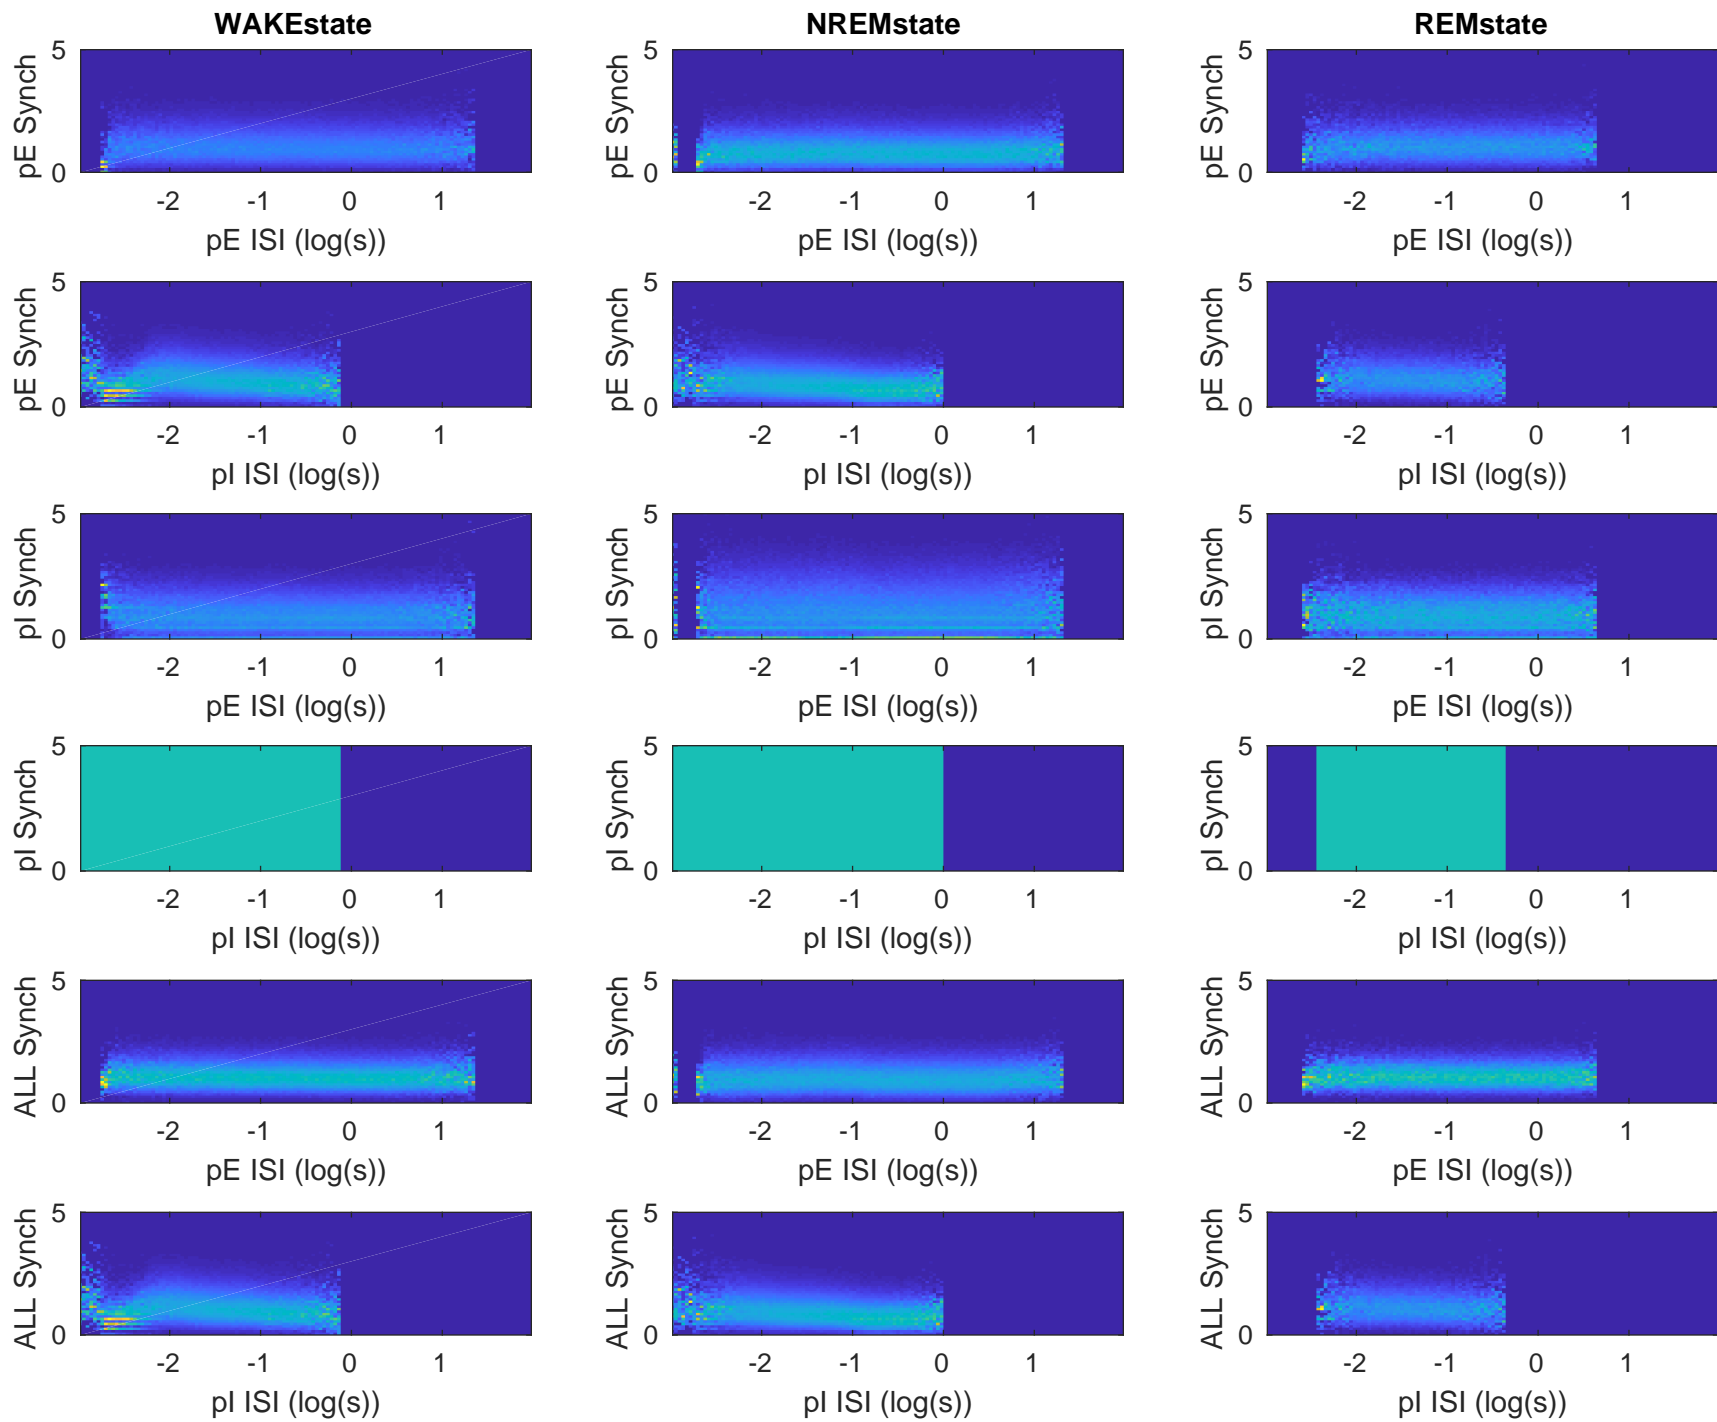 WAKEstate NREMstate REMstate
5 5 5
pE Synch pE Synch pE Synch
0 0 0
-2 -1 0 1 -2 -1 0 1 -2 -1 0 1
pE ISI (log(s)) pE ISI (log(s)) pE ISI (log(s))
5 5 5
pE Synch pE Synch pE Synch
0 0 0
-2 -1 0 1 -2 -1 0 1 -2 -1 0 1
pI ISI (log(s)) pI ISI (log(s)) pI ISI (log(s))
5 5 5
pI Synch pI Synch pI Synch
0 0 0
-2 -1 0 1 -2 -1 0 1 -2 -1 0 1
pE ISI (log(s)) pE ISI (log(s)) pE ISI (log(s))
5 5 5
pI Synch pI Synch pI Synch
0 0 0
-2 -1 0 1 -2 -1 0 1 -2 -1 0 1
pI ISI (log(s)) pI ISI (log(s)) pI ISI (log(s))
5 5 5
ALL Synch ALL Synch ALL Synch
0 0 0
-2 -1 0 1 -2 -1 0 1 -2 -1 0 1
pE ISI (log(s)) pE ISI (log(s)) pE ISI (log(s))
5 5 5
ALL Synch ALL Synch ALL Synch
0 0 0
-2 -1 0 1 -2 -1 0 1 -2 -1 0 1
pI ISI (log(s)) pI ISI (log(s)) pI ISI (log(s))